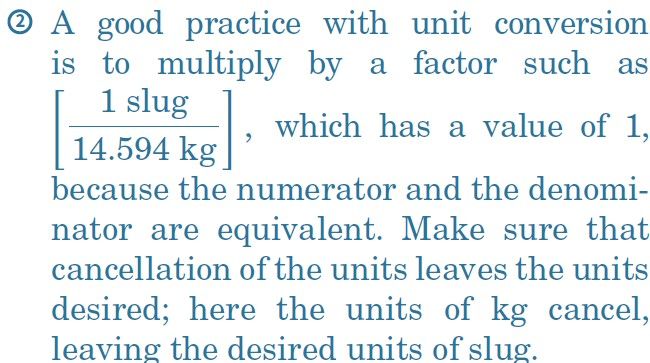 ② A good practice with unit conversion
is to multiply by a factor such as
[1 slug / 14.594 kg], which has a value of 1,
because the numerator and the denomi-
nator are equivalent. Make sure that
cancellation of the units leaves the units
desired; here the units of kg cancel,
leaving the desired units of slug.